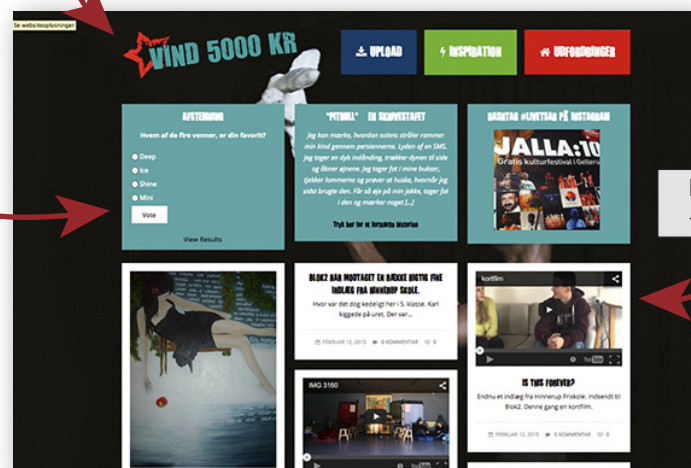 Se websiteoplysninger
VIND 5000 KR
UPLOAD
INSPIRATION
UDFORDRINGER
AFSTEMNING
Hvem af de fire venner, er din favorit?
Deep
Ice
Shine
Mini
Vote
View Results
"PITBULL" EN SKRIVESTAFET
Jeg kan mærke, hvordan solens stråler rammer
min kind gennem persiennerne. Lyden af en SMS.
Jeg tager en dyb indånding, trækker dynen til side
og åbner øjnene. Jeg tager fat i mine bukser,
tjekker lommerne og prøver at huske, hvornår jeg
sidst brugte den. Får så øje på min jakke, tager fat
i den og mærker noget [...]
Tryk her for at fortsætte historien
HASHTAG #LIVETSAR PÅ INSTAGRAM
JALLA:10
Gratis kulturfestival i Gellerup
BLOK2 HAR MODTAGET EN RÆKKE RIGTIG FINE
INDLÆG FRA HINNERUP SKOLE.
Hvor var det dog kedeligt her i 5. klasse. Karl
kiggede på uret. Der var...
FEBRUAR 12, 2015 0 KOMMENTAR 0
IMG 3160
YouTube
kortfilm
YouTube
IS THIS FOREVER?
Endnu et indlæg fra Hinnerup Friskole. Indsendt til
Blok2. Denne gang en kortfilm.
FEBRUAR 12, 2015 0 KOMMENTAR 0